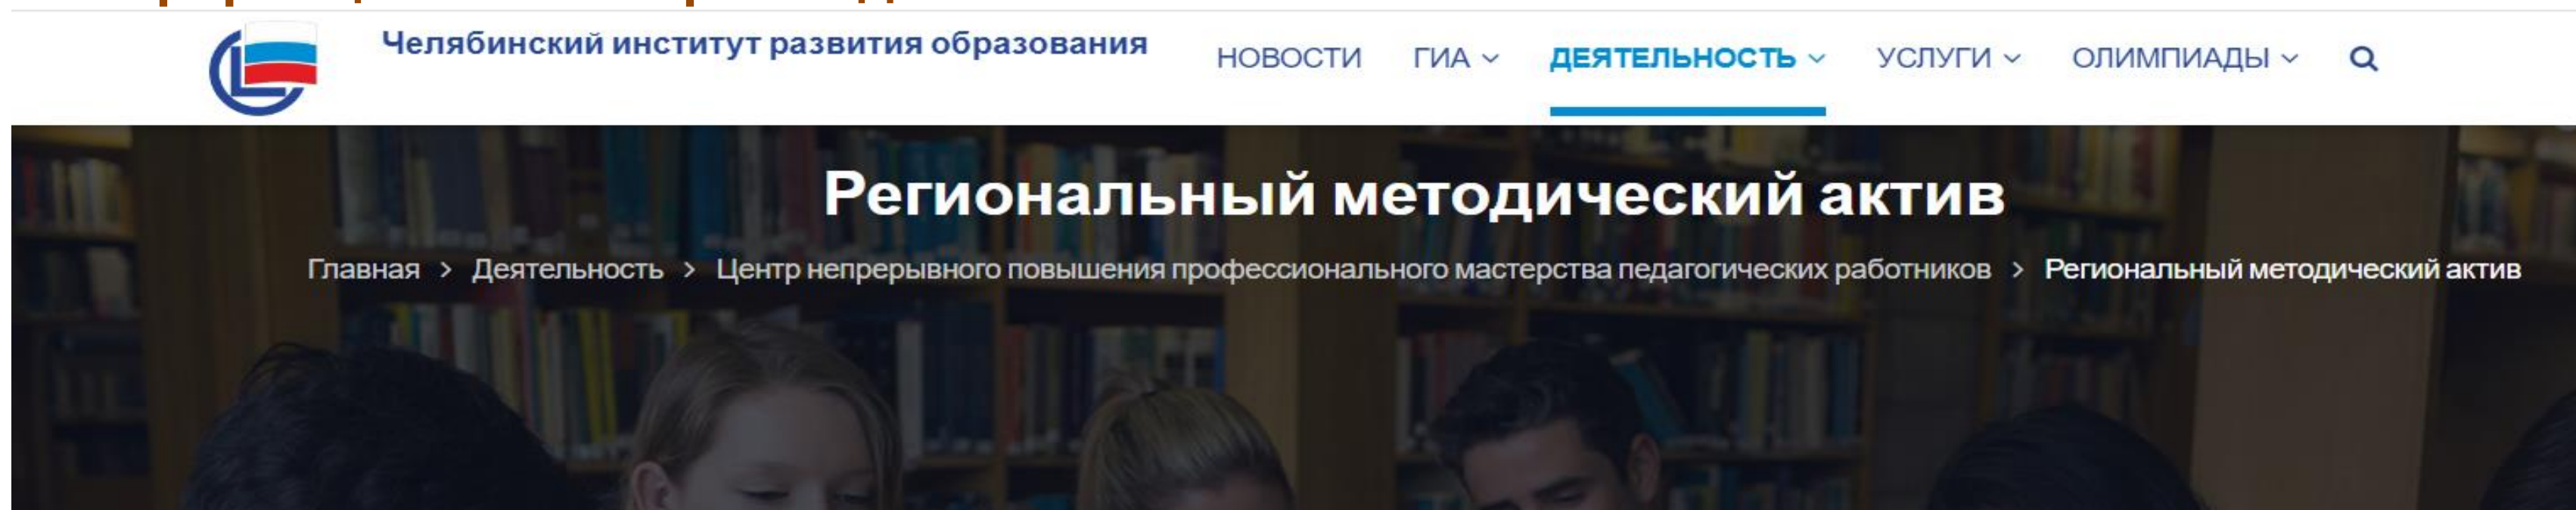 Челябинский институт развития образования НОВОСТИ ГИА ДЕЯТЕЛЬНОСТЬ УСЛУГИ ОЛИМПИАДЫ
Региональный методический актив
Главная > Деятельность > Центр непрерывного повышения профессионального мастерства педагогических работников > Региональный методический актив